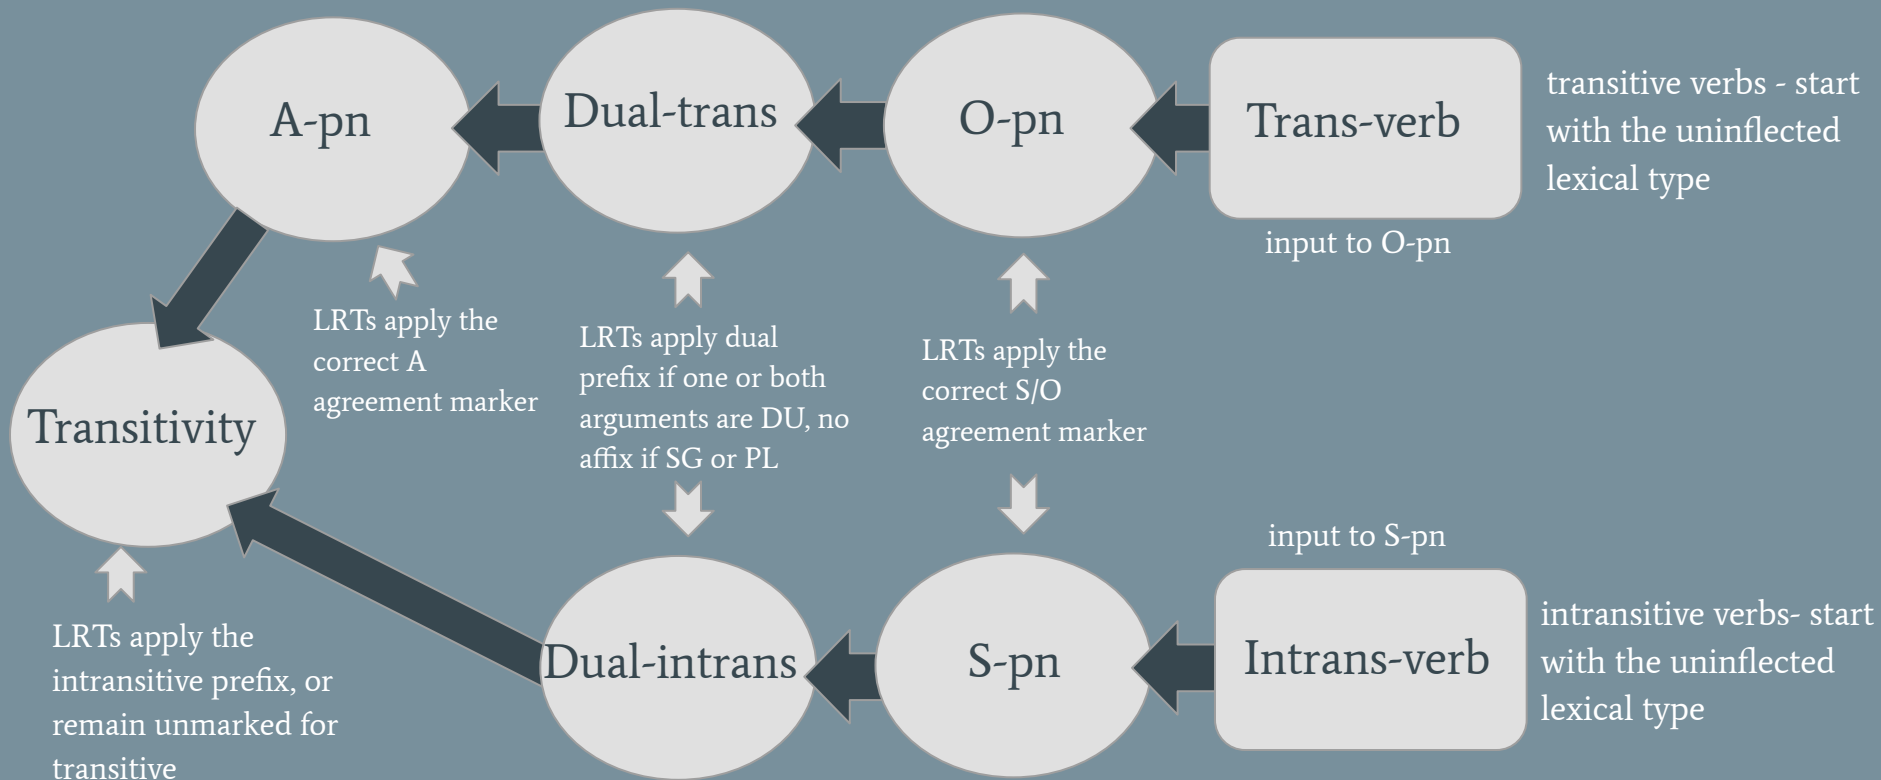 A-pn
Dual-trans
O-pn
Trans-verb
transitive verbs - start
with the uninflected
lexical type
input to O-pn
LRTs apply the
correct A
agreement marker
LRTs apply dual
prefix if one or both
arguments are DU, no
affix if SG or PL
LRTs apply the
correct S/O
agreement marker
Transitivity
LRTs apply the
intransitive prefix, or
remain unmarked for
transitive
Dual-intrans
S-pn
input to S-pn
Intrans-verb
intransitive verbs- start
with the uninflected
lexical type